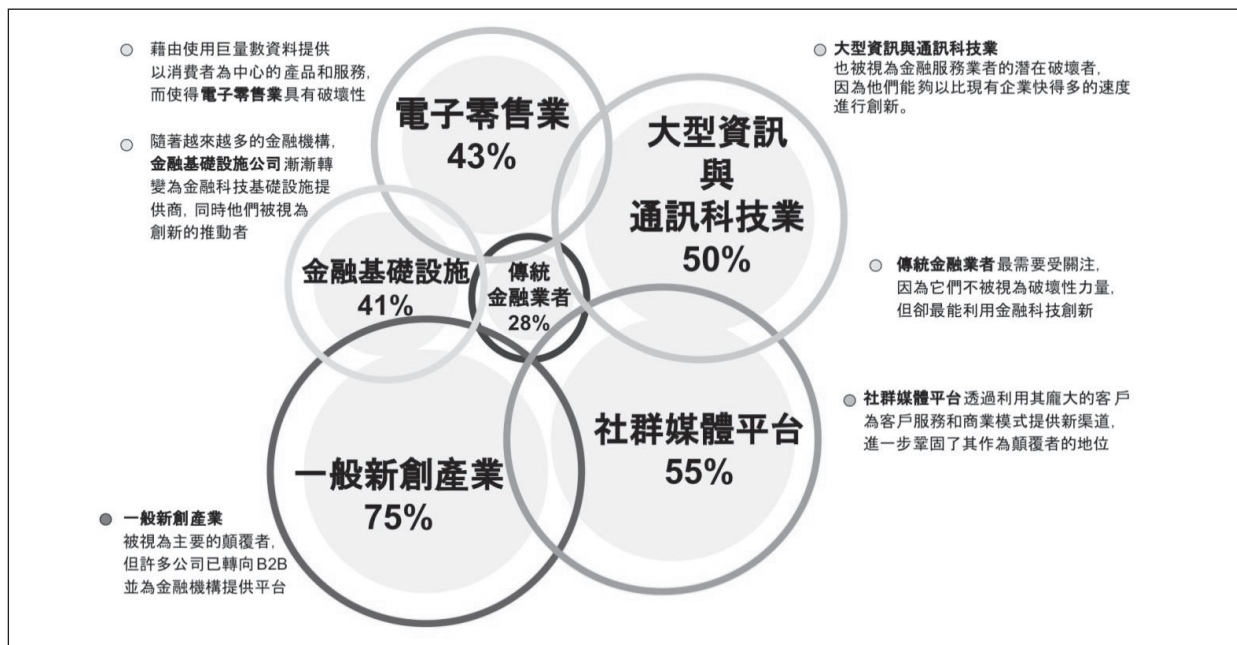 藉由使用巨量數資料提供
以消費者為中心的產品和服務,
而使得電子零售業具有破壞性
隨著越來越多的金融機構,
金融基礎設施公司漸漸轉
變為金融科技基礎設施提
供商, 同時他們被視為
創新的推動者
電子零售業
43%
大型資訊
與
通訊科技業
50%
大型資訊與通訊科技業
也被視為金融服務業者的潛在破壞者,
因為他們能夠以比現有企業快得多的速度
進行創新。
金融基礎設施
41%
傳統
金融業者
28%
傳統金融業者最需要受關注,
因為它們不被視為破壞性力量,
但卻最能利用金融科技創新
社群媒體平台
55%
社群媒體平台透過利用其龐大的客戶
為客戶服務和商業模式提供新渠道,
進一步鞏固了其作為顛覆者的地位
一般新創產業
75%
一般新創產業
被視為主要的顛覆者,
但許多公司已轉向B2B
並為金融機構提供平台